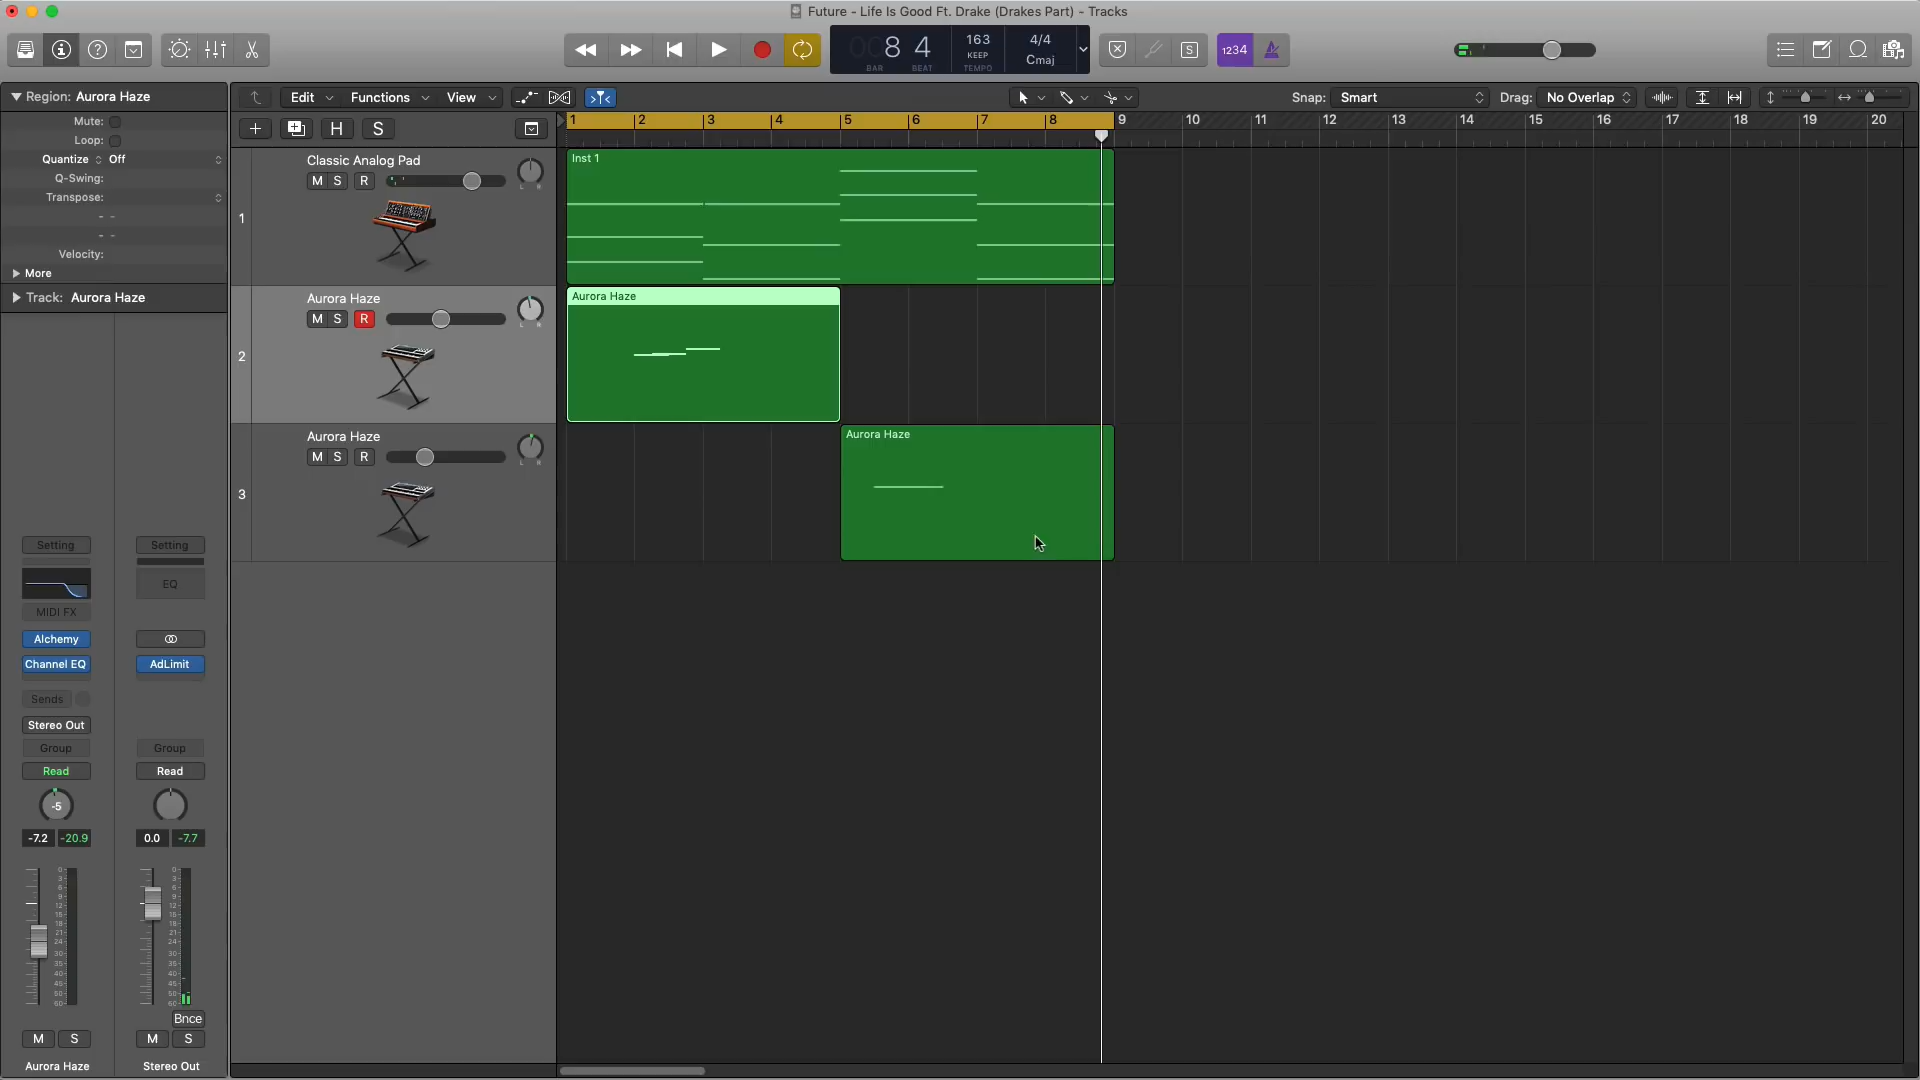 Future - Life Is Good Ft. Drake (Drakes Part) - Tracks
8 4
BAR BEAT
163
KEEP
TEMPO
4/4
Cmaj
S
1234
Region: Aurora Haze
Mute:
Loop:
Quantize Off
Q-Swing:
Transpose:
Velocity:
More
Track: Aurora Haze
Edit
Functions
View
Snap: Smart
Drag: No Overlap
H
S
1 2 3 4 5 6 7 8 9 10 11 12 13 14 15 16 17 18 19 20
1
Classic Analog Pad
M S R
L R
Inst 1
2
Aurora Haze
M S R
L R
Aurora Haze
3
Aurora Haze
M S R
L R
Aurora Haze
Setting Setting
EQ
MIDI FX
Alchemy
Channel EQ AdLimit
Sends
Stereo Out
Group Group
Read Read
-5
-7.2 -20.9 0.0 -7.7
Bnce
M S M S
Aurora Haze Stereo Out